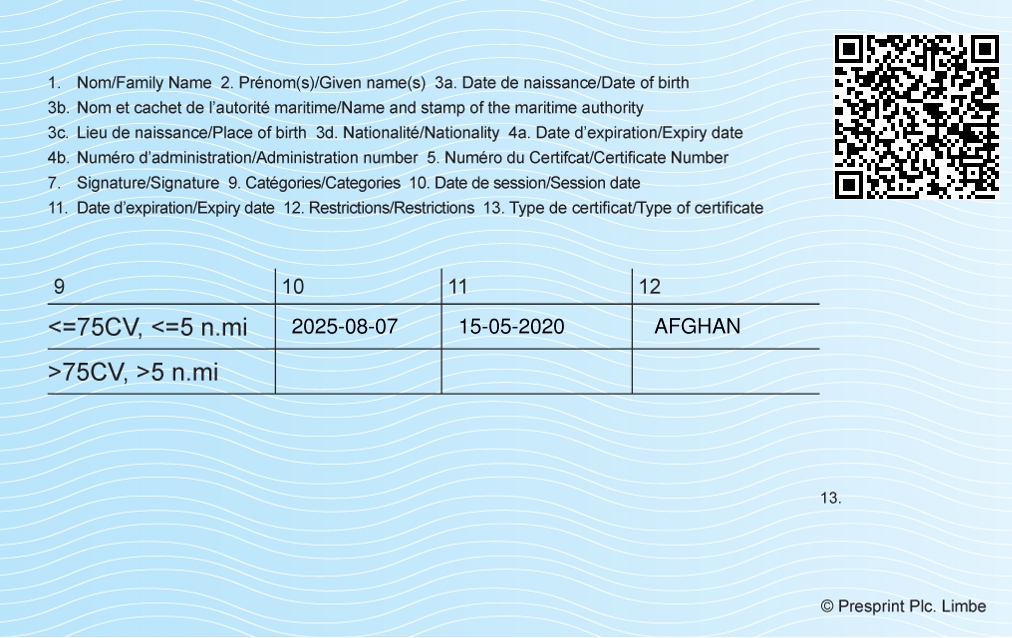 1. Nom/Family Name 2. Prénom(s)/Given name(s) 3a. Date de naissance/Date of birth
3b. Nom et cachet de l'autorité maritime/Name and stamp of the maritime authority
3c. Lieu de naissance/Place of birth 3d. Nationalité/Nationality 4a. Date d'expiration/Expiry date
4b. Numéro d'administration/Administration number 5. Numéro du Certifcat/Certificate Number
7. Signature/Signature 9. Catégories/Categories 10. Date de session/Session date
11. Date d'expiration/Expiry date 12. Restrictions/Restrictions 13. Type de certificat/Type of certificate
9 10 11 12
<=75CV, <=5 n.mi 2025-08-07 15-05-2020 AFGHAN
>75CV, >5 n.mi
13.
© Presprint Plc. Limbe